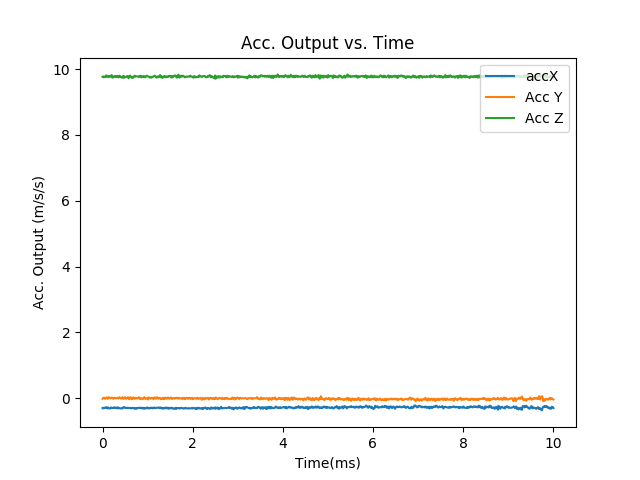 Acc. Output vs. Time
10
8
6
4
2
0
Acc. Output (m/s/s)
accX
Acc Y
Acc Z
0 2 4 6 8 10
Time(ms)